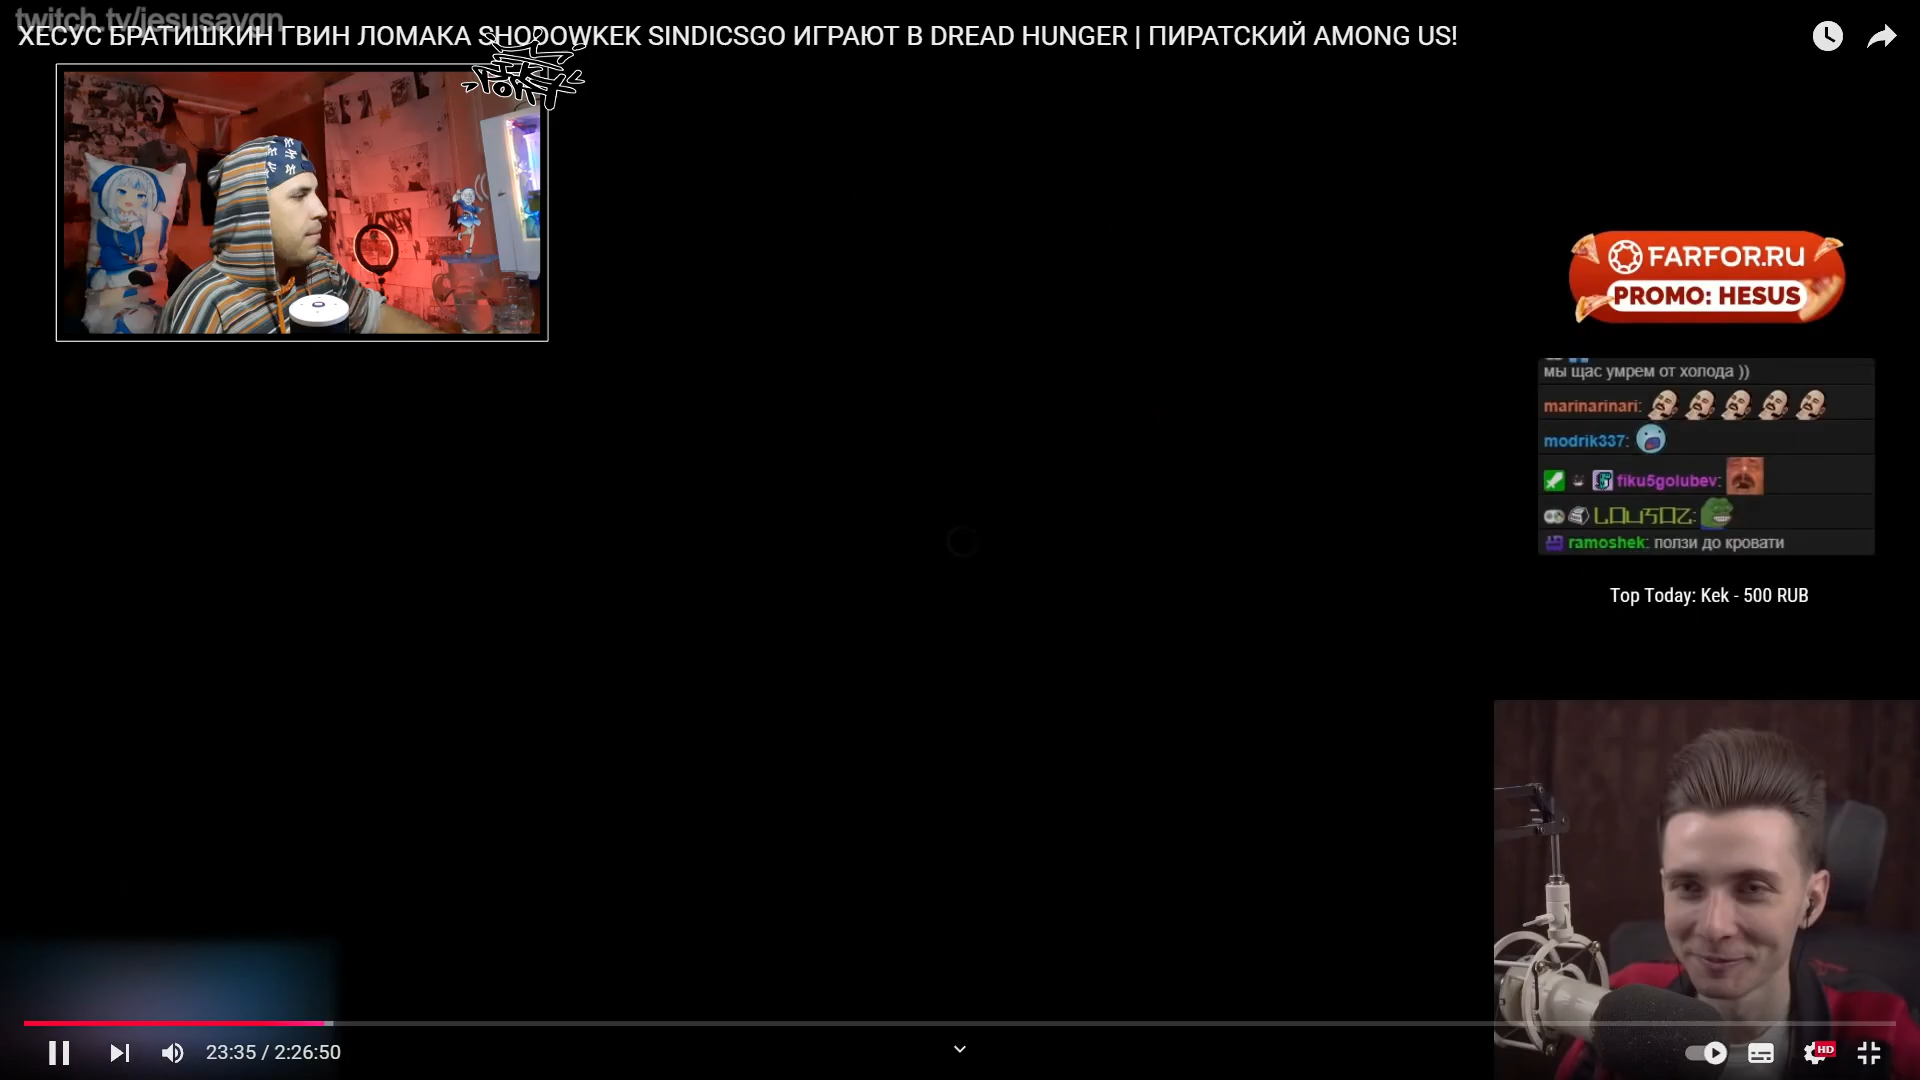 twitch.tv/jesusavgn
ХЕСУС БРАТИШКИН ГВИН ЛОМАКА SHODOWKEK SINDICSGO ИГРАЮТ В DREAD HUNGER | ПИРАТСКИЙ AMONG US!
FARFOR.RU
PROMO: HESUS
мы щас умрем от холода ))
marinarinari:
modrik337:
fiku5golubev:
ramoshek: ползи до кровати
Top Today: Kek - 500 RUB
23:35 / 2:26:50
HD